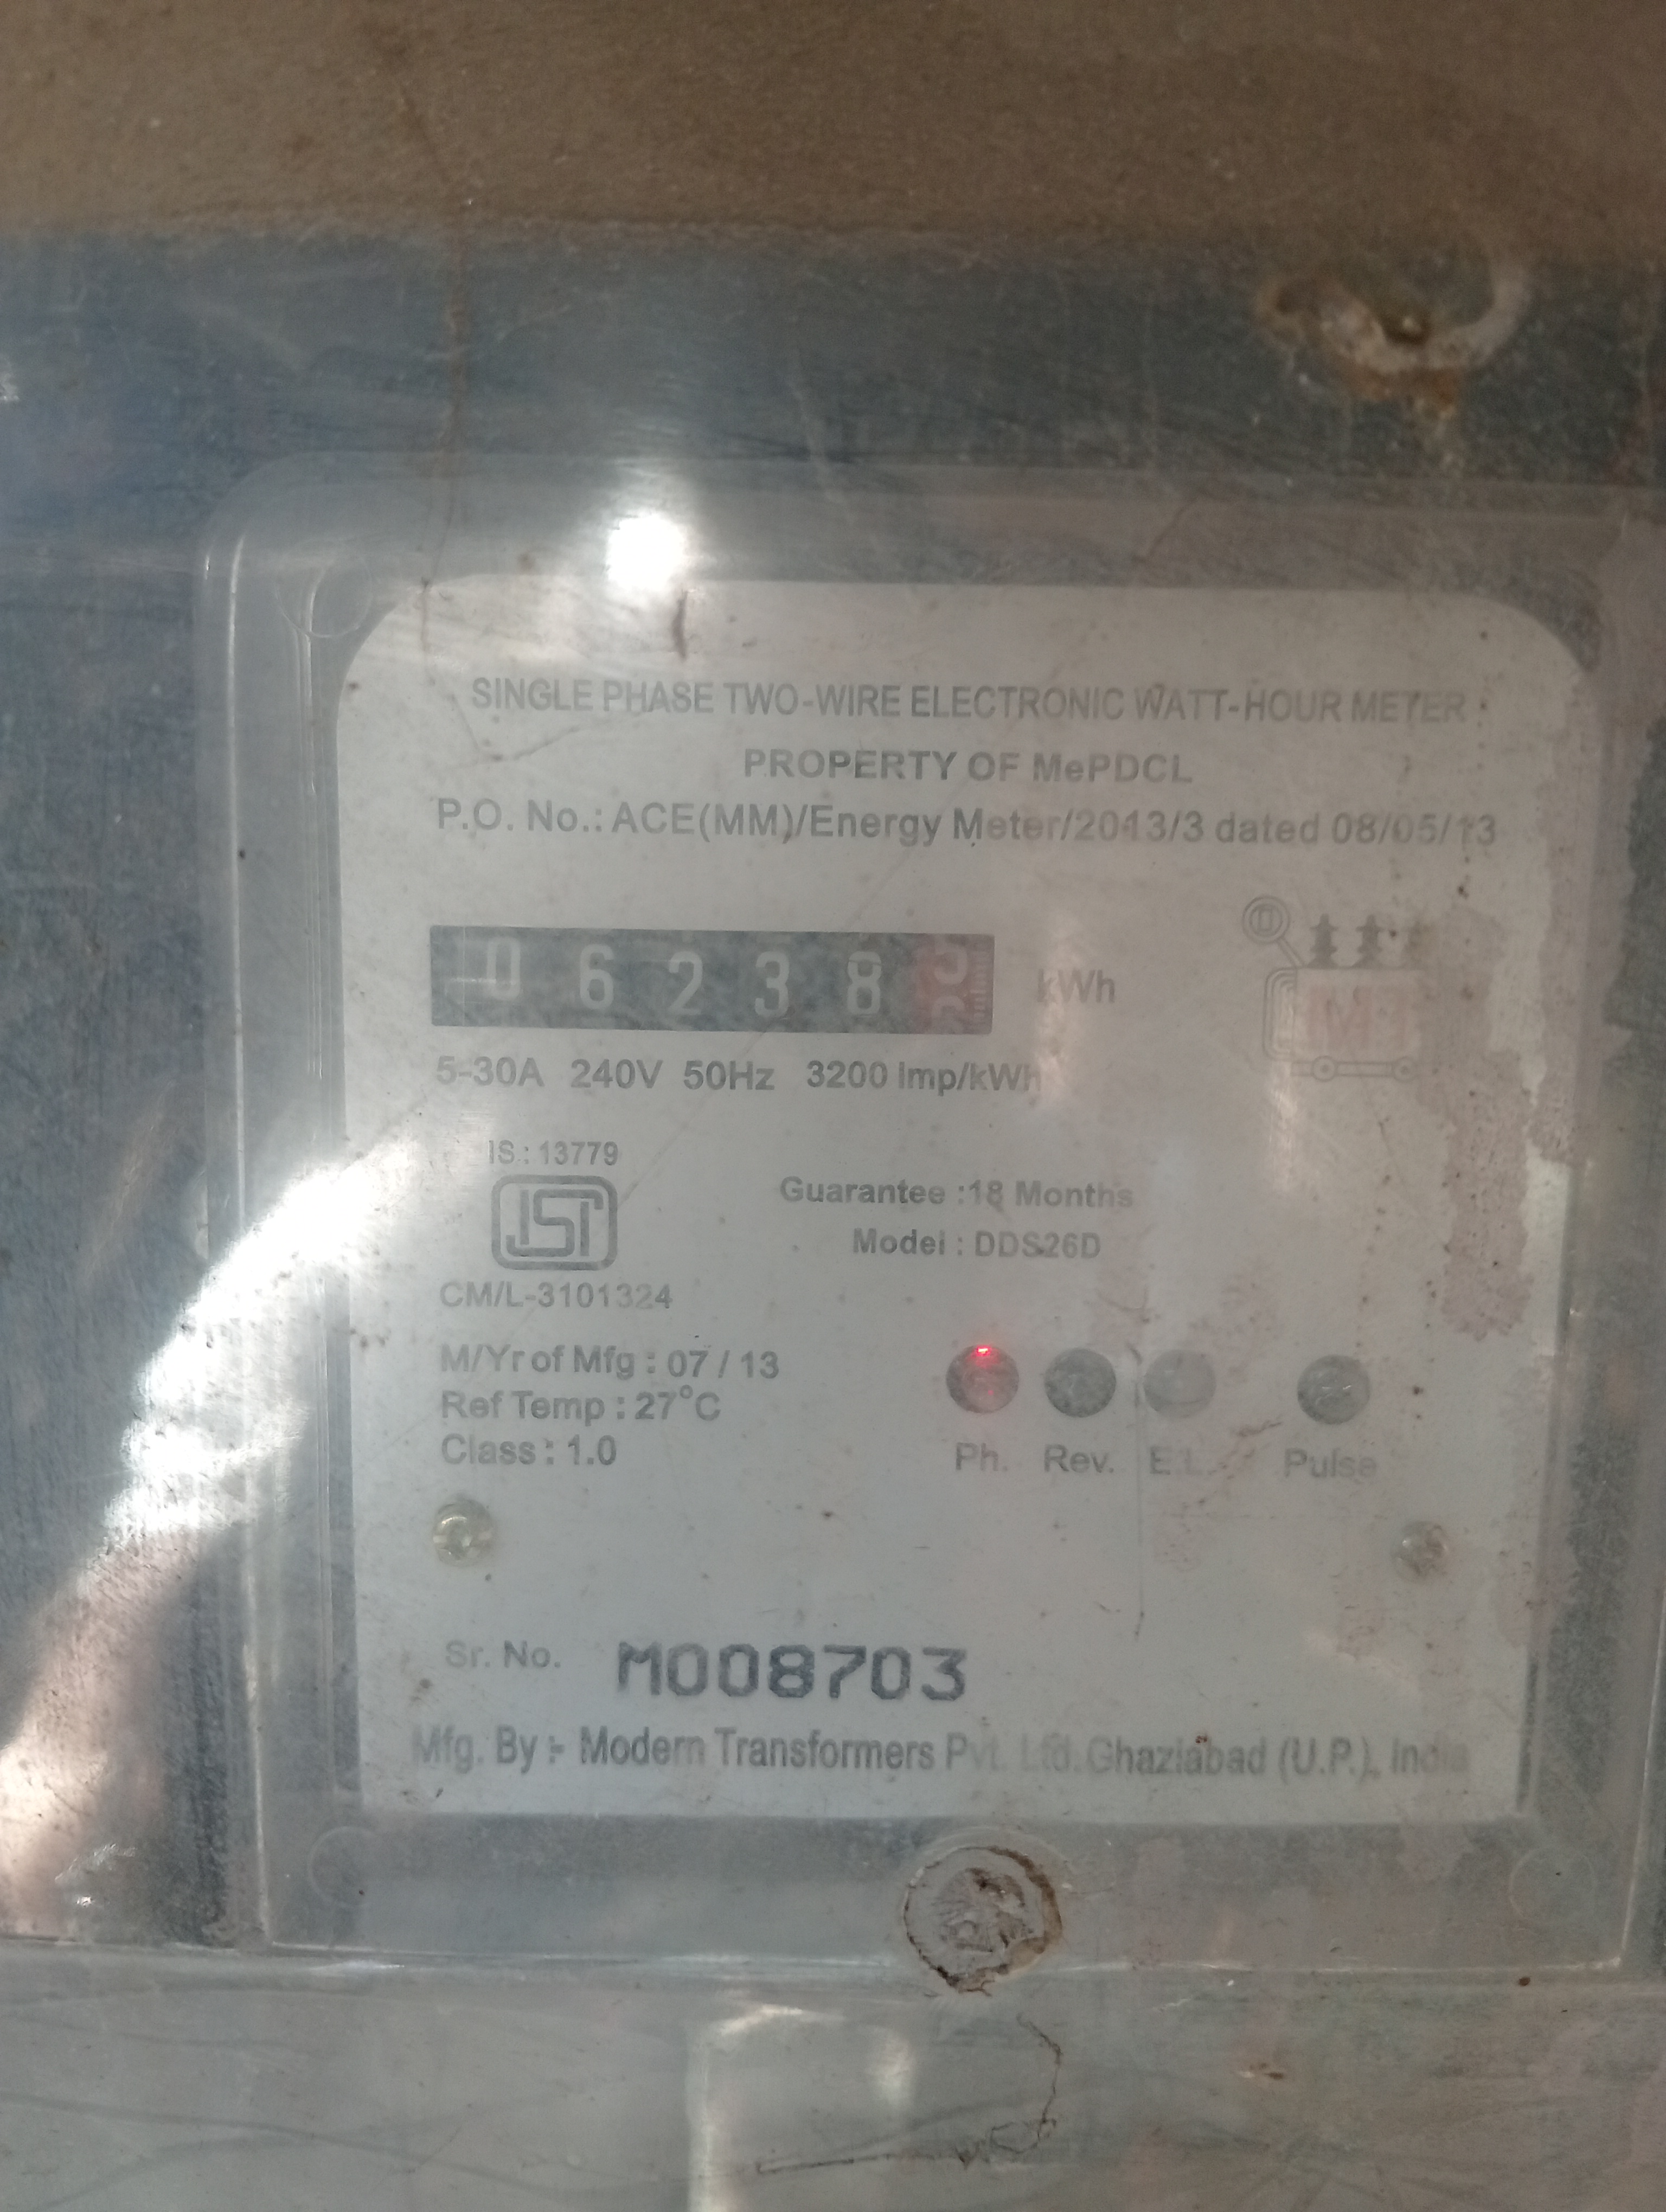 SINGLE PHASE TWO-WIRE ELECTRONIC WATT-HOUR METER
PROPERTY OF MePDCL
P.O. No.: ACE(MM)/Energy Meter/2013/3 dated 08/05/13
0 6 2 3 8 kWh
5-30A 240V 50Hz 3200 Imp/kWh
IS : 13779
ISI
CM/L-3101324
Guarantee :18 Months
Model : DDS26D
M/Yr of Mfg : 07 / 13
Ref Temp : 27°C
Class : 1.0
Ph. Rev. E.L. Pulse
Sr. No. M008703
Mfg. By :- Modern Transformers Pvt. Ltd. Ghaziabad (U.P.), India